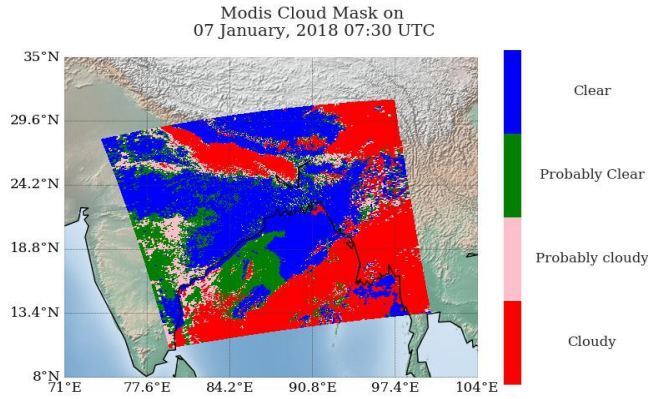 Modis Cloud Mask on
07 January, 2018 07:30 UTC
35°N
29.6°N
24.2°N
18.8°N
13.4°N
8°N
71°E 77.6°E 84.2°E 90.8°E 97.4°E 104°E
Clear
Probably Clear
Probably cloudy
Cloudy